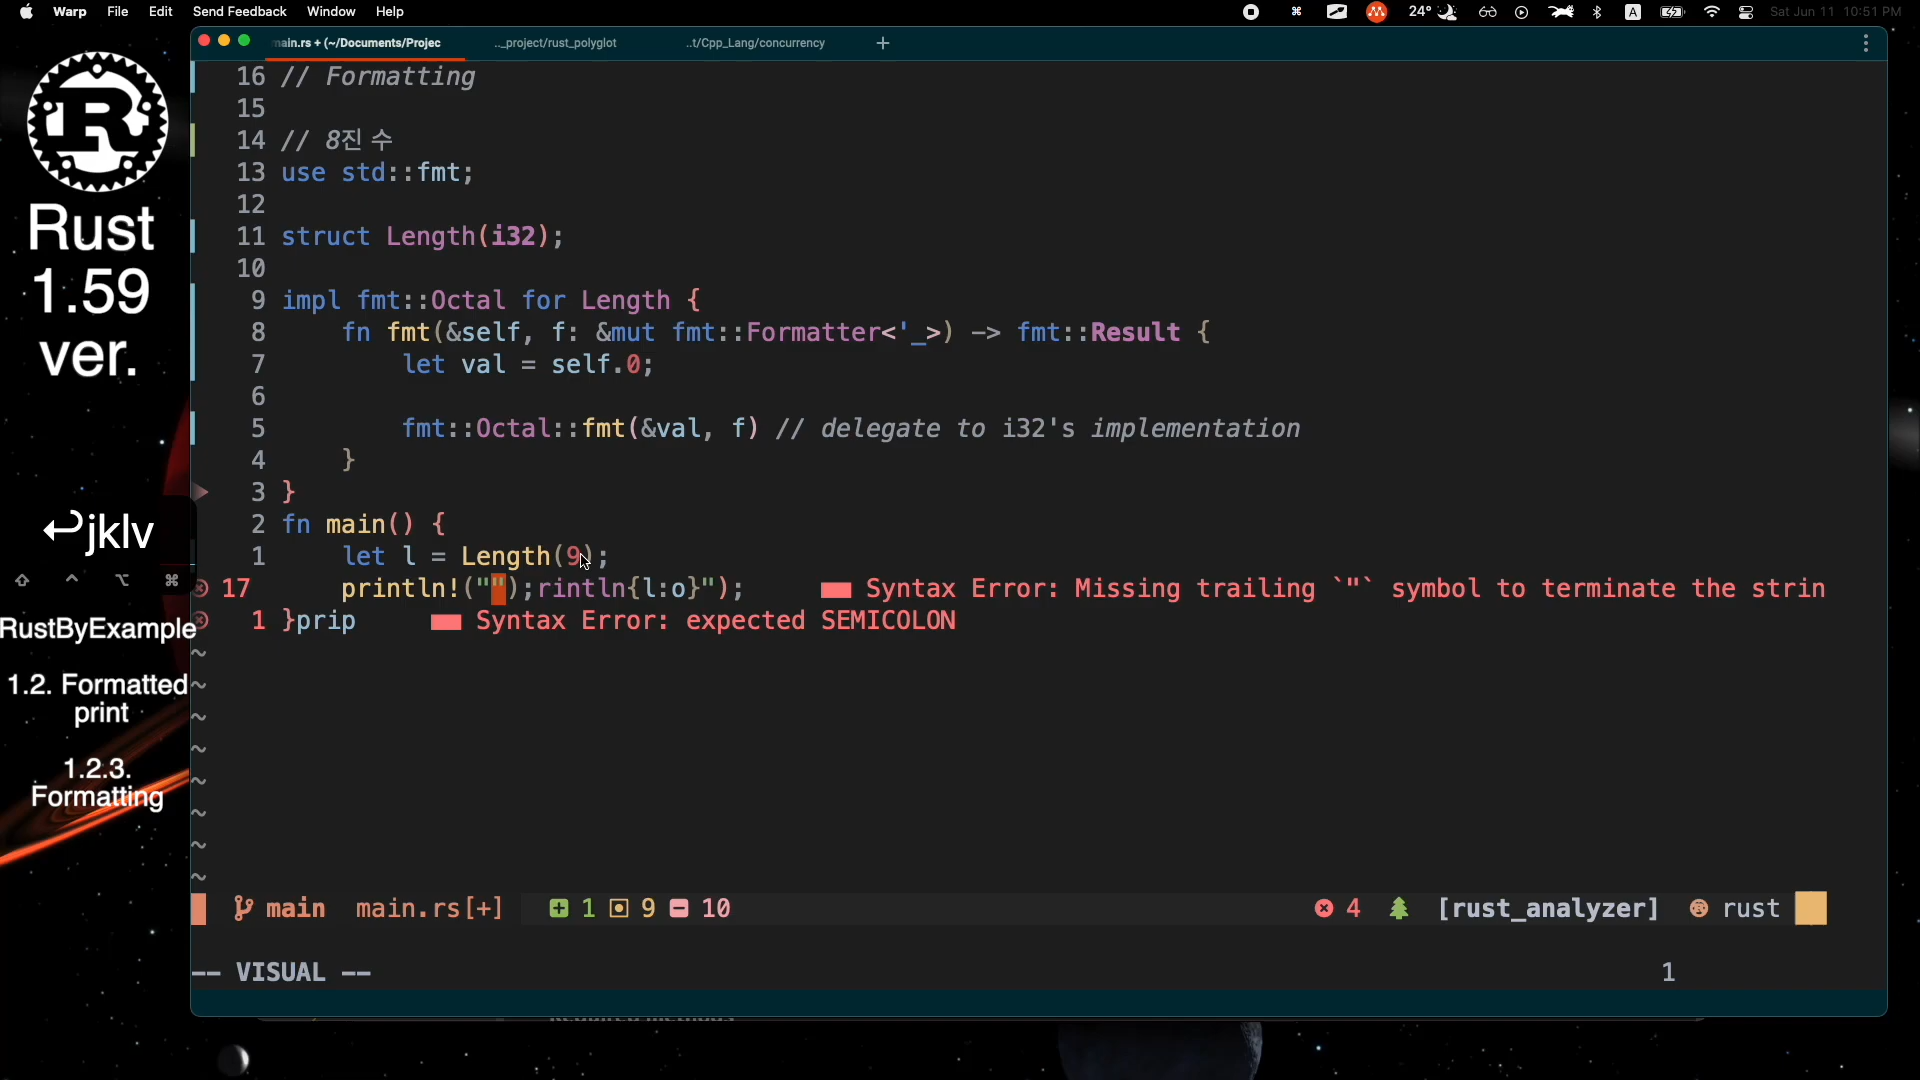 Warp File Edit Send Feedback Window Help
24° A Sat Jun 11 10:51 PM
main.rs + (~/Documents/Projec
.._project/rust_polyglot
..t/Cpp_Lang/concurrency
+
R
Rust
1.59
ver.
jklv
RustByExample
1.2. Formatted
print
1.2.3.
Formatting
16 // Formatting
15
14 // 8진 수
13 use std::fmt;
12
11 struct Length(i32);
10
9 impl fmt::Octal for Length {
8 fn fmt(&self, f: &mut fmt::Formatter<'_>) -> fmt::Result {
7 let val = self.0;
6
5 fmt::Octal::fmt(&val, f) // delegate to i32's implementation
4 }
3 }
2 fn main() {
1 let l = Length(9);
17 println!("");rintln{l:o}"); Syntax Error: Missing trailing `"` symbol to terminate the strin
1 }prip Syntax Error: expected SEMICOLON
~
~
~
~
~
~
~
~
main main.rs[+] + 1 9 - 10 4 [rust_analyzer] rust
-- VISUAL -- 1